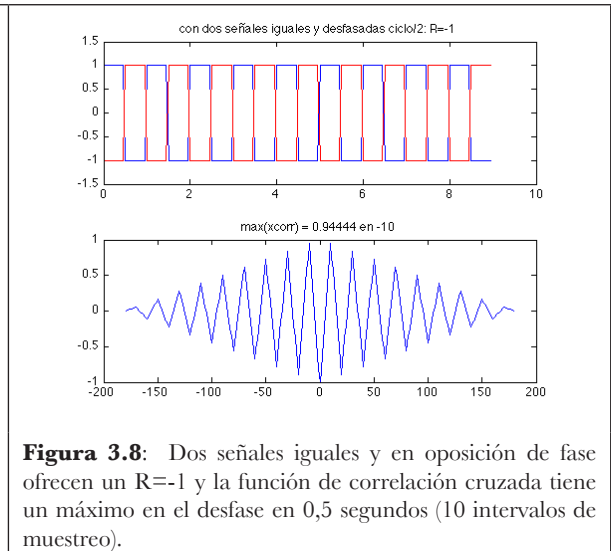 con dos señales iguales y desfasadas ciclo/2: R=-1
1.5
1
0.5
0
-0.5
-1
-1.5
0 2 4 6 8 10
max(xcorr) = 0.94444 en -10
1
0.5
0
-0.5
-1
-200 -150 -100 -50 0 50 100 150 200
Figura 3.8: Dos señales iguales y en oposición de fase
ofrecen un R=-1 y la función de correlación cruzada tiene
un máximo en el desfase en 0,5 segundos (10 intervalos de
muestreo).